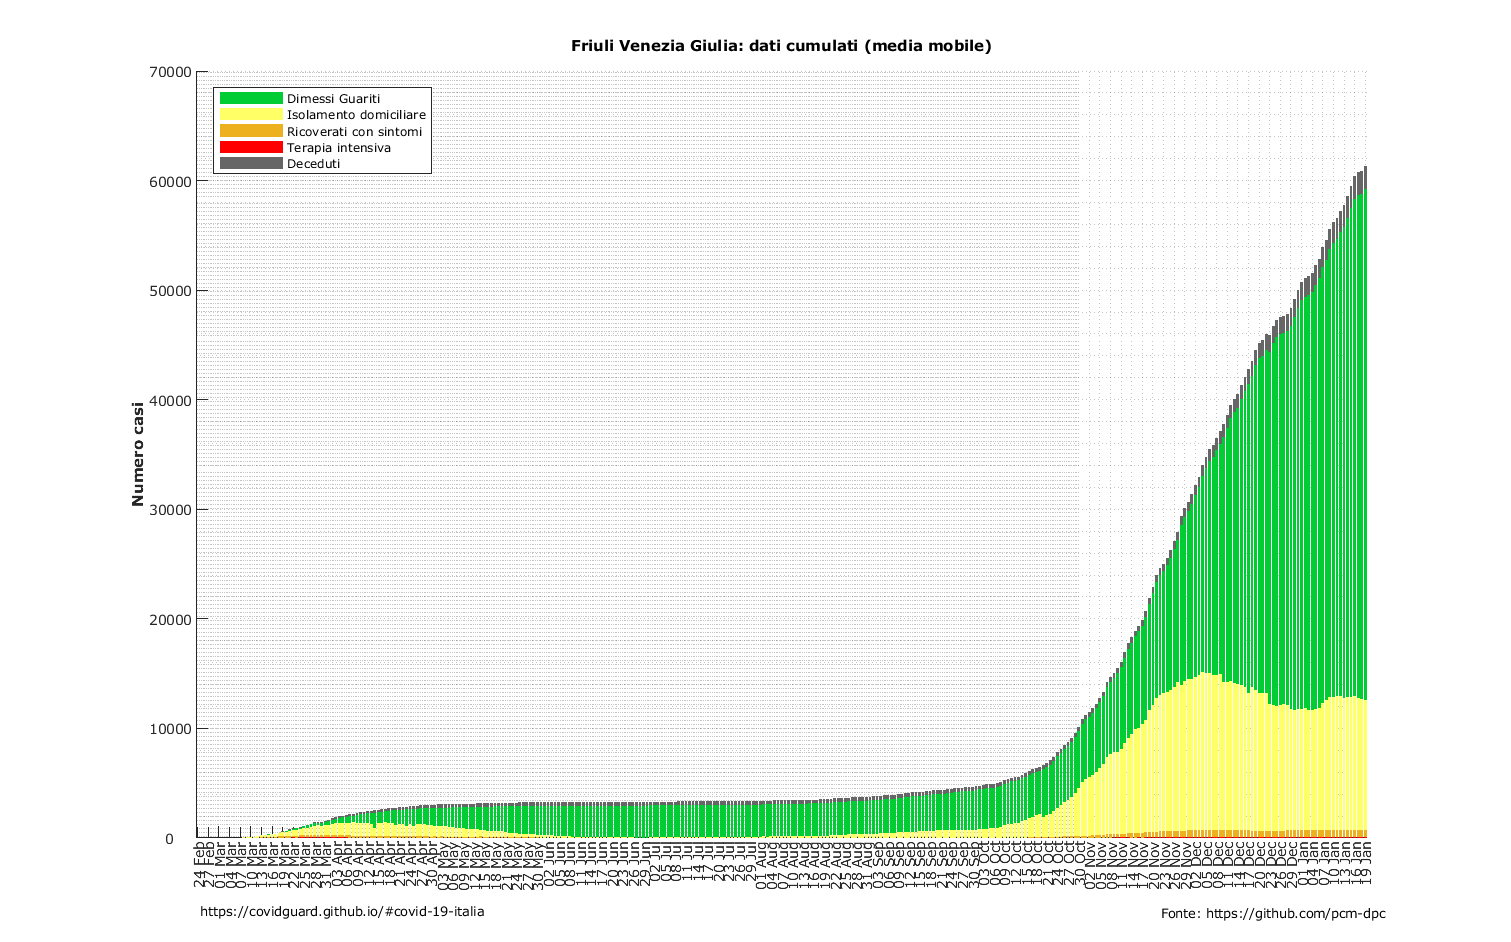 Friuli Venezia Giulia: dati cumulati (media mobile)
70000
60000
50000
40000
30000
20000
10000
0
Numero casi
Dimessi Guariti
Isolamento domiciliare
Ricoverati con sintomi
Terapia intensiva
Deceduti
24 Feb
27 Feb
01 Mar
04 Mar
07 Mar
10 Mar
13 Mar
16 Mar
19 Mar
22 Mar
25 Mar
28 Mar
31 Mar
03 Apr
06 Apr
09 Apr
12 Apr
15 Apr
18 Apr
21 Apr
24 Apr
27 Apr
30 Apr
03 May
06 May
09 May
12 May
15 May
18 May
21 May
24 May
27 May
30 May
02 Jun
05 Jun
08 Jun
11 Jun
14 Jun
17 Jun
20 Jun
23 Jun
26 Jun
29 Jun
02 Jul
05 Jul
08 Jul
11 Jul
14 Jul
17 Jul
20 Jul
23 Jul
26 Jul
29 Jul
01 Aug
04 Aug
07 Aug
10 Aug
13 Aug
16 Aug
19 Aug
22 Aug
25 Aug
28 Aug
31 Aug
03 Sep
06 Sep
09 Sep
12 Sep
15 Sep
18 Sep
21 Sep
24 Sep
27 Sep
30 Sep
03 Oct
06 Oct
09 Oct
12 Oct
15 Oct
18 Oct
21 Oct
24 Oct
27 Oct
30 Oct
02 Nov
05 Nov
08 Nov
11 Nov
14 Nov
17 Nov
20 Nov
23 Nov
26 Nov
29 Nov
02 Dec
05 Dec
08 Dec
11 Dec
14 Dec
17 Dec
20 Dec
23 Dec
26 Dec
29 Dec
01 Jan
04 Jan
07 Jan
10 Jan
13 Jan
16 Jan
19 Jan
https://covidguard.github.io/#covid-19-italia
Fonte: https://github.com/pcm-dpc